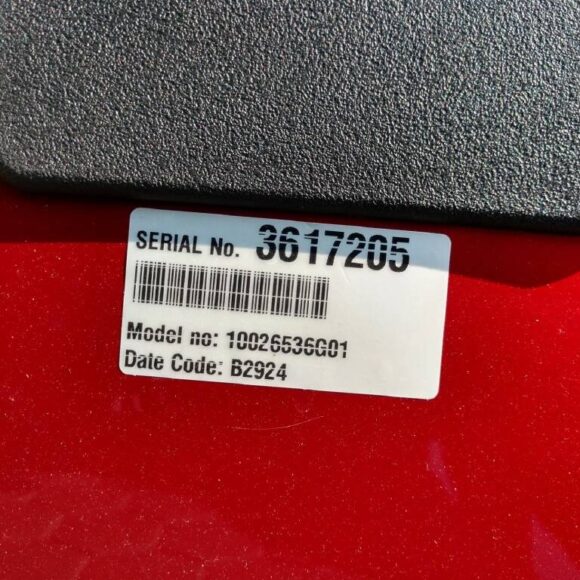 SERIAL No. 3617205
Model no: 10026536G01
Date Code: B2924